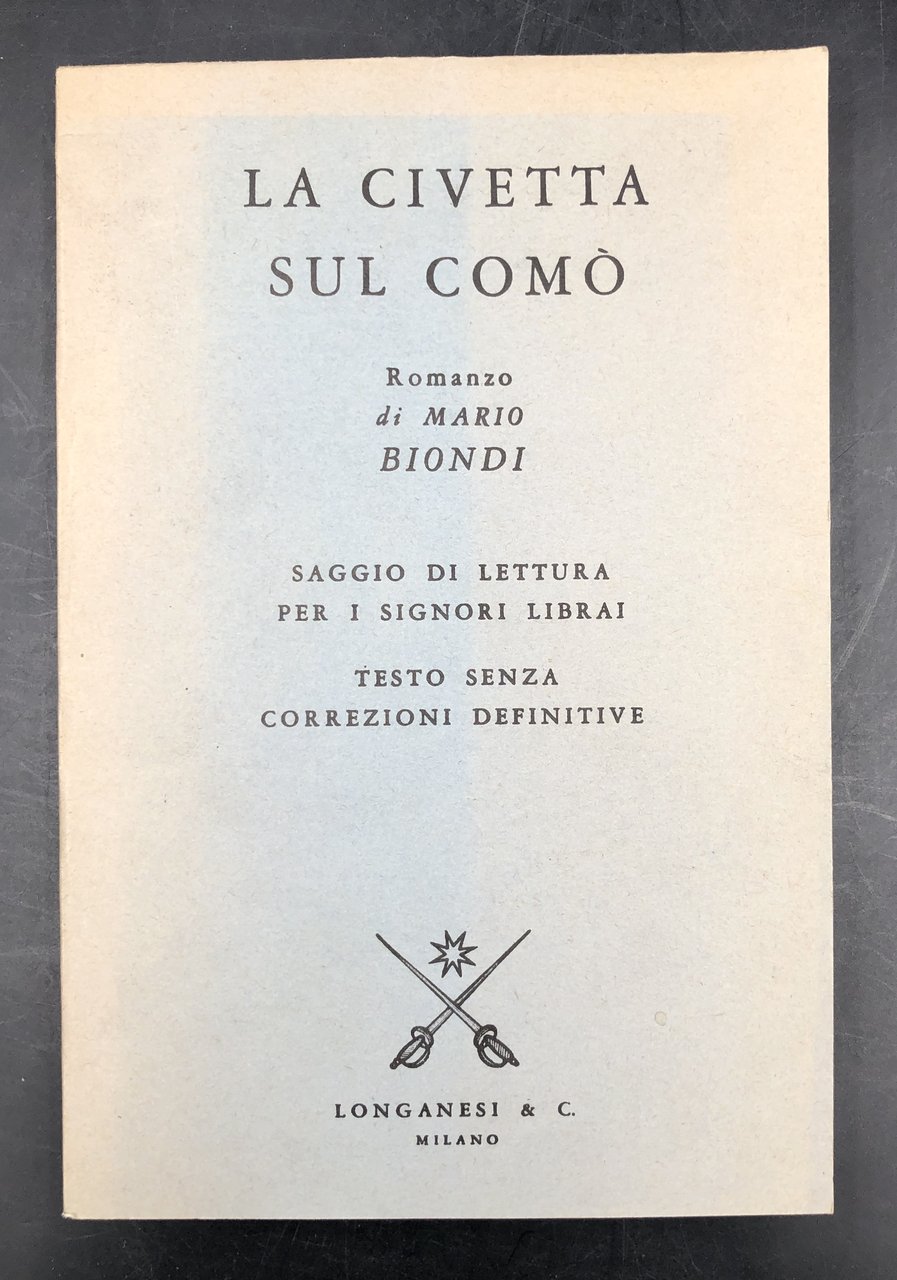 LA CIVETTA
SUL COMÒ
Romanzo
di MARIO
BIONDI
SAGGIO DI LETTURA
PER I SIGNORI LIBRAI
TESTO SENZA
CORREZIONI DEFINITIVE
LONGANESI & C.
MILANO